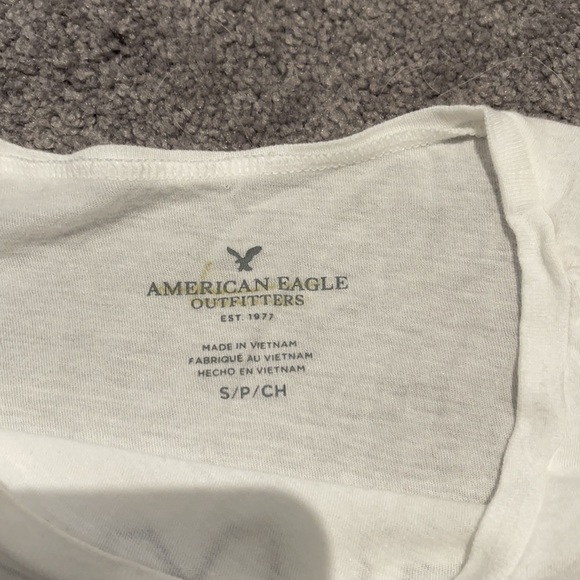 AMERICAN EAGLE
OUTFITTERS
EST. 1977
MADE IN VIETNAM
FABRIQUÉ AU VIETNAM
HECHO EN VIETNAM
S/P/CH